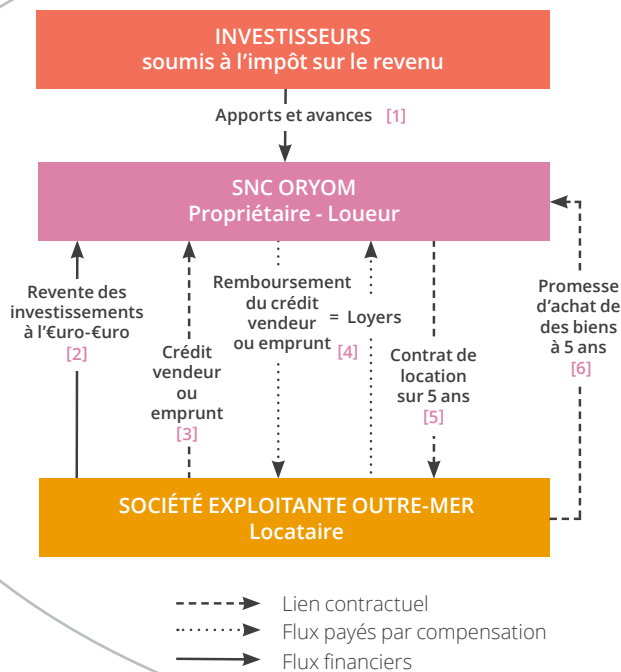 INVESTISSEURS
soumis à l’impôt sur le revenu
Apports et avances [1]
SNC ORYOM
Propriétaire - Loueur
Revente des
investissements
à l’€uro-€uro
[2]
Crédit
vendeur
ou
emprunt
[3]
Remboursement
du crédit
vendeur
ou emprunt
[4]
= Loyers
Contrat de
location
sur 5 ans
[5]
Promesse
d’achat de
des biens
à 5 ans
[6]
SOCIÉTÉ EXPLOITANTE OUTRE-MER
Locataire
Lien contractuel
Flux payés par compensation
Flux financiers